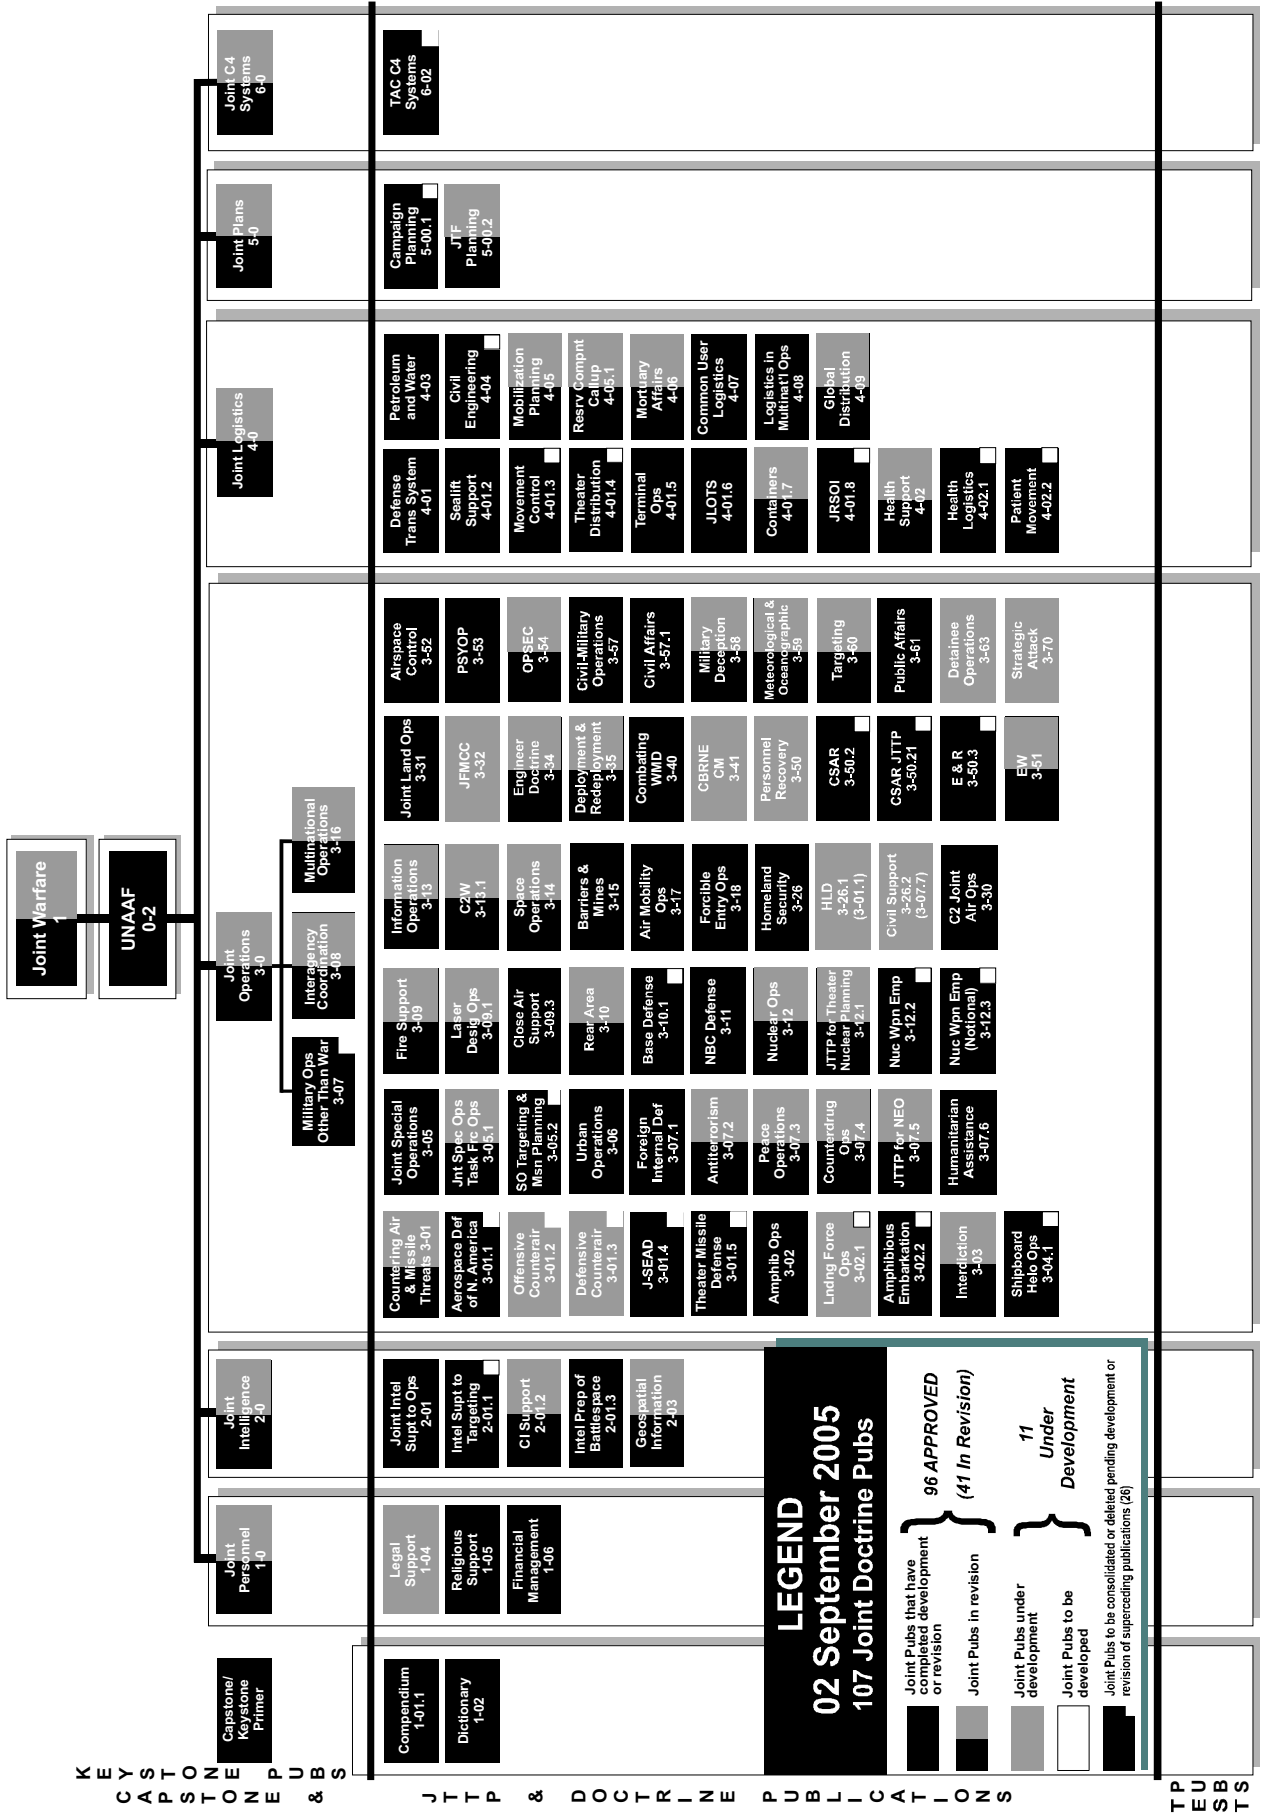 Joint Warfare
1
UNAAF
0-2
KEYSTONE PUBS
CAPSTONE &
Capstone/
Keystone
Primer
Joint
Personnel
1-0
Joint
Intelligence
2-0
Joint
Operations
3-0
Joint Logistics
4-0
Joint Plans
5-0
Joint C4
Systems
6-0
Military Ops
Other Than War
3-07
Interagency
Coordination
3-08
Multinational
Operations
3-16
JTTP & DOCTRINE PUBLICATIONS
Compendium
1-01.1
Dictionary
1-02
Legal
Support
1-04
Religious
Support
1-05
Financial
Management
1-06
Joint Intel
Supt to Ops
2-01
Intel Supt to
Targeting
2-01.1
CI Support
2-01.2
Intel Prep of
Battlespace
2-01.3
Geospatial
Information
2-03
Countering Air
& Missile
Threats 3-01
Aerospace Def
of N. America
3-01.1
Offensive
Counterair
3-01.2
Defensive
Counterair
3-01.3
J-SEAD
3-01.4
Theater Missile
Defense
3-01.5
Amphib Ops
3-02
Lndng Force
Ops
3-02.1
Amphibious
Embarkation
3-02.2
Interdiction
3-03
Shipboard
Helo Ops
3-04.1
Joint Special
Operations
3-05
Jnt Spec Ops
Task Frc Ops
3-05.1
SO Targeting &
Msn Planning
3-05.2
Urban
Operations
3-06
Foreign
Internal Def
3-07.1
Antiterrorism
3-07.2
Peace
Operations
3-07.3
Counterdrug
Ops
3-07.4
JTTP for NEO
3-07.5
Humanitarian
Assistance
3-07.6
Fire Support
3-09
Laser
Desig Ops
3-09.1
Close Air
Support
3-09.3
Rear Area
3-10
Base Defense
3-10.1
NBC Defense
3-11
Nuclear Ops
3-12
JTTP for Theater
Nuclear Planning
3-12.1
Nuc Wpn Emp
3-12.2
Nuc Wpn Emp
(Notional)
3-12.3
Information
Operations
3-13
C2W
3-13.1
Space
Operations
3-14
Barriers &
Mines
3-15
Air Mobility
Ops
3-17
Forcible
Entry Ops
3-18
Homeland
Security
3-26
HLD
3-26.1
(3-01.1)
Civil Support
3-26.2
(3-07.7)
C2 Joint
Air Ops
3-30
Joint Land Ops
3-31
JFMCC
3-32
Engineer
Doctrine
3-34
Deployment &
Redeployment
3-35
Combating
WMD
3-40
CBRNE
CM
3-41
Personnel
Recovery
3-50
CSAR
3-50.2
CSAR JTTP
3-50.21
E & R
3-50.3
EW
3-51
Airspace
Control
3-52
PSYOP
3-53
OPSEC
3-54
Civil-Military
Operations
3-57
Civil Affairs
3-57.1
Military
Deception
3-58
Meteorological &
Oceanographic
3-59
Targeting
3-60
Public Affairs
3-61
Detainee
Operations
3-63
Strategic
Attack
3-70
Defense
Trans System
4-01
Sealift
Support
4-01.2
Movement
Control
4-01.3
Theater
Distribution
4-01.4
Terminal
Ops
4-01.5
JLOTS
4-01.6
Containers
4-01.7
JRSOI
4-01.8
Health
Support
4-02
Health
Logistics
4-02.1
Patient
Movement
4-02.2
Petroleum
and Water
4-03
Civil
Engineering
4-04
Mobilization
Planning
4-05
Resrv Compnt
Callup
4-05.1
Mortuary
Affairs
4-06
Common User
Logistics
4-07
Logistics in
Multinat'l Ops
4-08
Global
Distribution
4-09
Campaign
Planning
5-00.1
JTF
Planning
5-00.2
TAC C4
Systems
6-02
LEGEND
02 September 2005
107 Joint Doctrine Pubs
Joint Pubs that have
completed development
or revision
Joint Pubs in revision
96 APPROVED
(41 In Revision)
Joint Pubs under
development
Joint Pubs to be
developed
11
Under
Development
Joint Pubs to be consolidated or deleted pending development or
revision of superceding publications (26)
TEST
PUBS